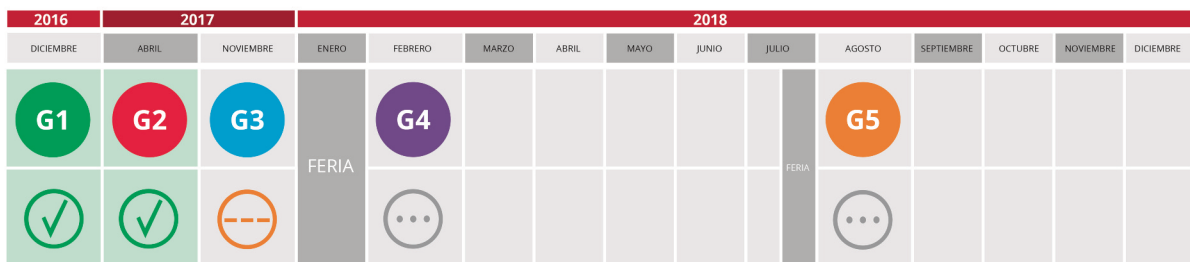 2016 2017 2018
DICIEMBRE ABRIL NOVIEMBRE ENERO FEBRERO MARZO ABRIL MAYO JUNIO JULIO AGOSTO SEPTIEMBRE OCTUBRE NOVIEMBRE DICIEMBRE
G1 G2 G3 G4 G5
FERIA FERIA